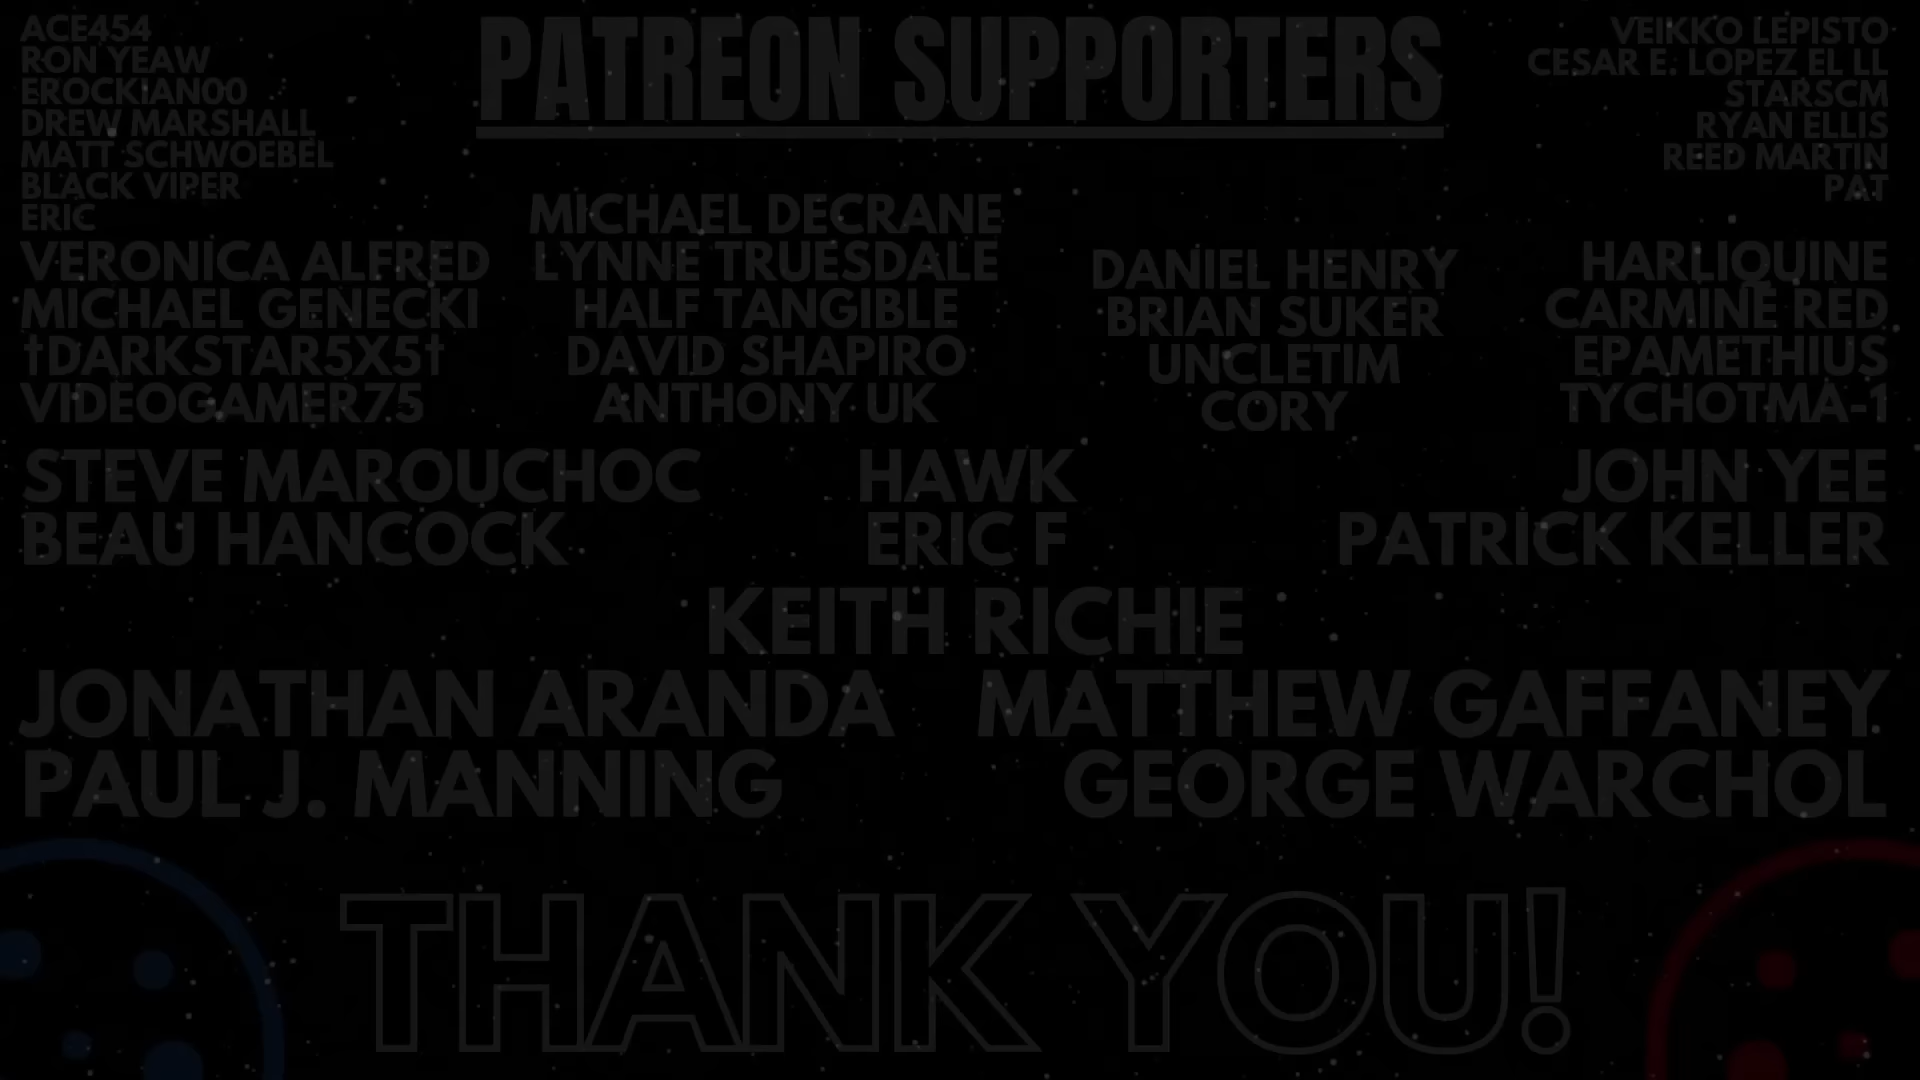 PATREON SUPPORTERS
ACE454
RON YEAW
EROCKIAN00
DREW MARSHALL
MATT SCHWOEBEL
BLACK VIPER
ERIC
VEIKKO LEPISTO
CESAR E. LOPEZ EL LL
STARSCM
RYAN ELLIS
REED MARTIN
PAT
VERONICA ALFRED
MICHAEL GENECKI
†DARKSTAR5X5†
VIDEOGAMER75
MICHAEL DECRANE
LYNNE TRUESDALE
HALF TANGIBLE
DAVID SHAPIRO
ANTHONY UK
DANIEL HENRY
BRIAN SUKER
UNCLETIM
CORY
HARLIQUINE
CARMINE RED
EPAMETHIUS
TYCHOTMA-1
STEVE MAROUCHOC
BEAU HANCOCK
HAWK
ERIC F
JOHN YEE
PATRICK KELLER
KEITH RICHIE
JONATHAN ARANDA
PAUL J. MANNING
MATTHEW GAFFANEY
GEORGE WARCHOL
THANK YOU!